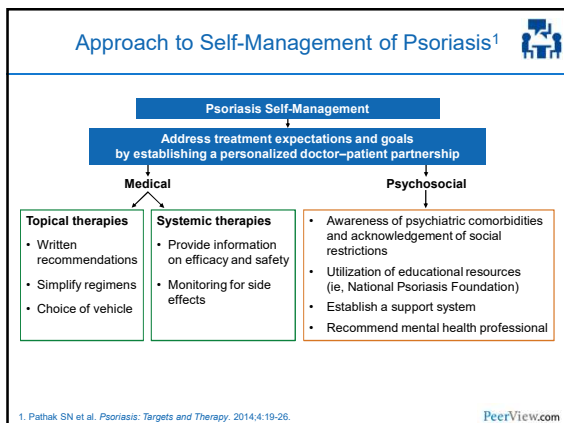 Approach to Self-Management of Psoriasis¹
Psoriasis Self-Management
Address treatment expectations and goals
by establishing a personalized doctor–patient partnership
Medical
Topical therapies
• Written
recommendations
• Simplify regimens
• Choice of vehicle
Systemic therapies
• Provide information
on efficacy and safety
• Monitoring for side
effects
Psychosocial
• Awareness of psychiatric comorbidities
and acknowledgement of social
restrictions
• Utilization of educational resources
(ie, National Psoriasis Foundation)
• Establish a support system
• Recommend mental health professional
1. Pathak SN et al. Psoriasis: Targets and Therapy. 2014;4:19-26.
PeerView.com